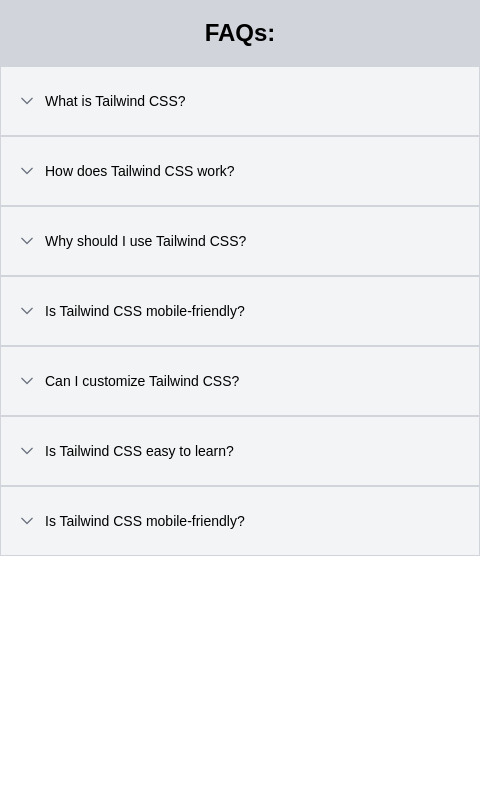 FAQs:
What is Tailwind CSS?
How does Tailwind CSS work?
Why should I use Tailwind CSS?
Is Tailwind CSS mobile-friendly?
Can I customize Tailwind CSS?
Is Tailwind CSS easy to learn?
Is Tailwind CSS mobile-friendly?